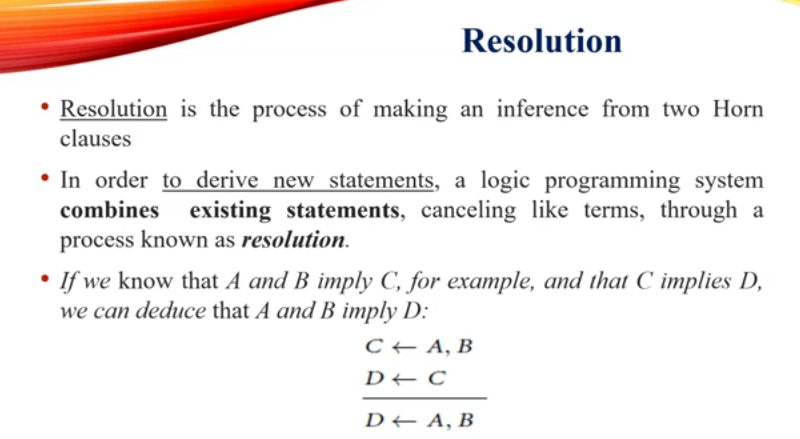 Resolution
• Resolution is the process of making an inference from two Horn
clauses
• In order to derive new statements, a logic programming system
combines existing statements, canceling like terms, through a
process known as resolution.
• If we know that A and B imply C, for example, and that C implies D,
we can deduce that A and B imply D:
C ← A, B
D ← C
D ← A, B